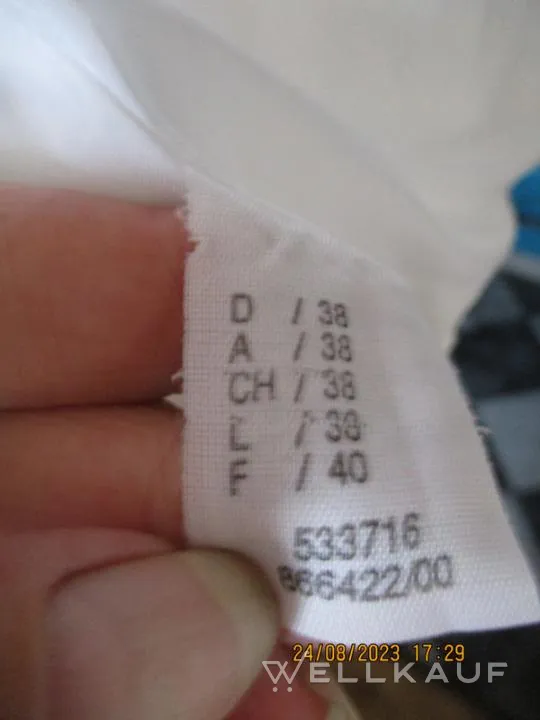 D / 38
A / 38
CH / 38
L / 38
F / 40
533716
866422/00
24/08/2023 17:29
WELLKAUF